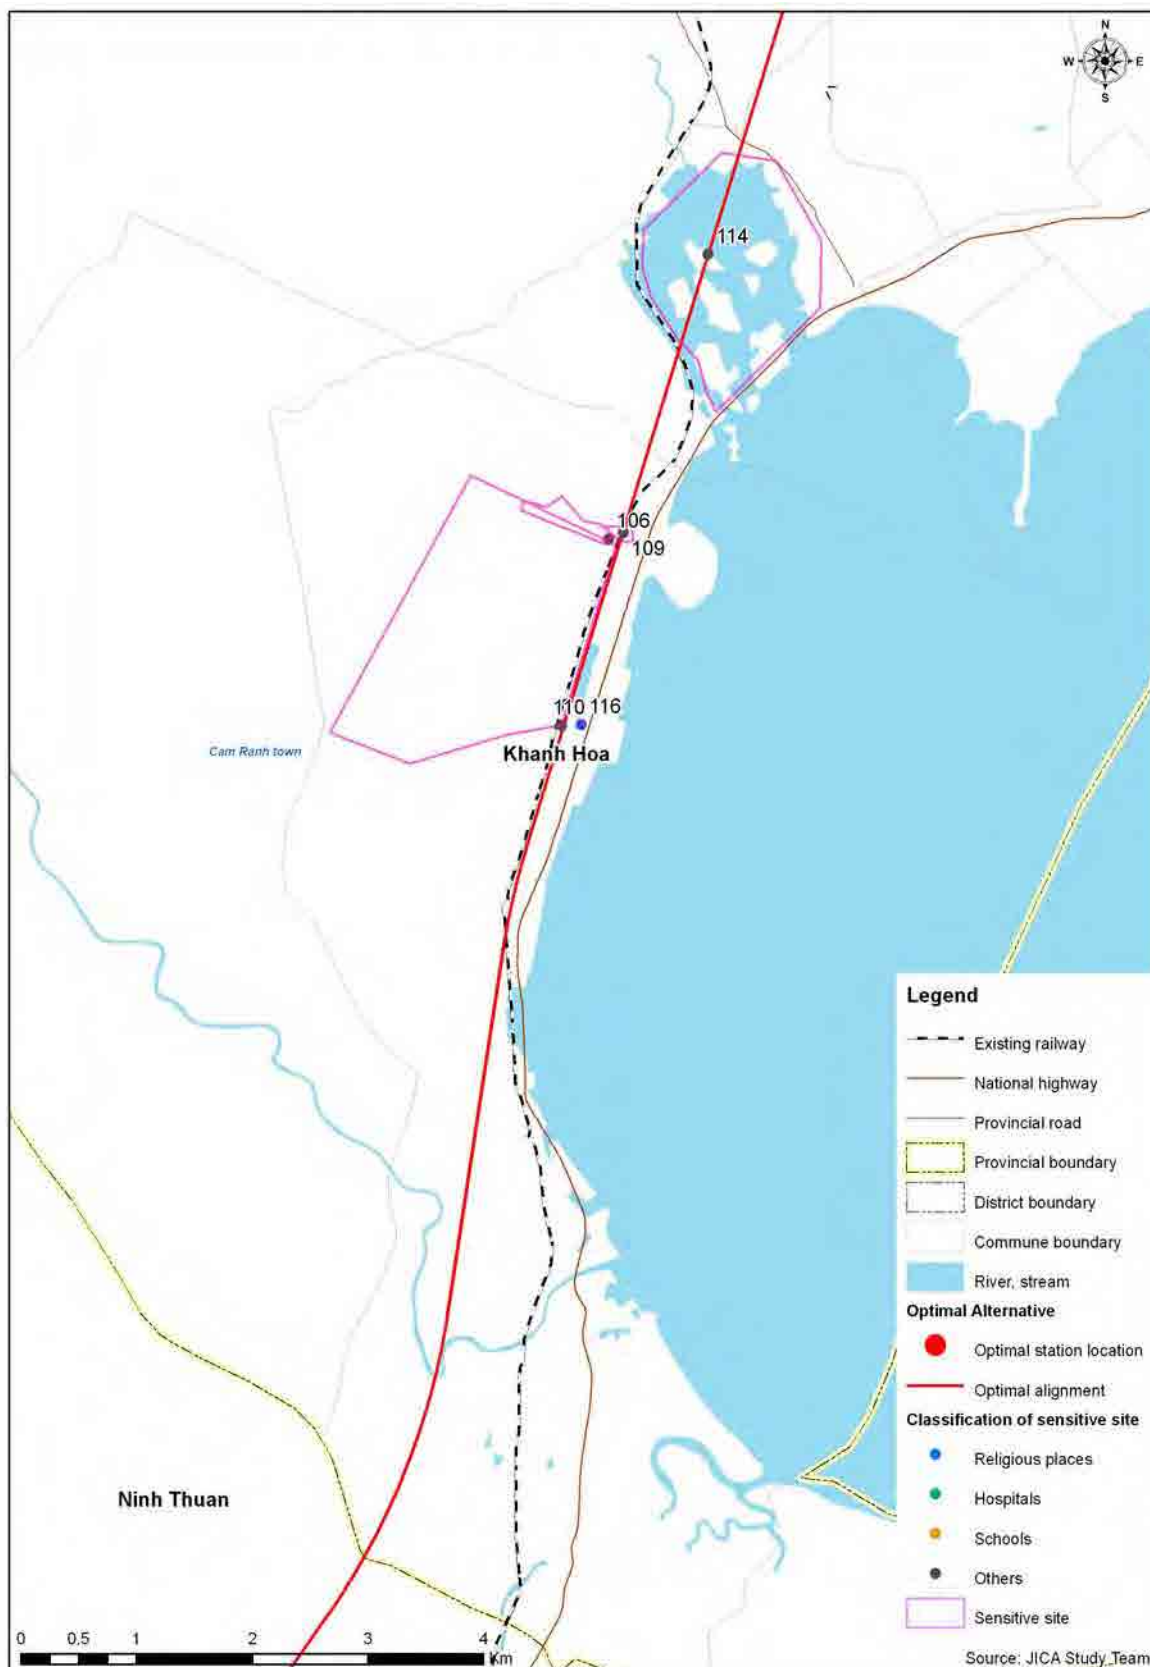 N
W E
S
114
106
109
110 116
Khanh Hoa
Cam Ranh town
Ninh Thuan
Legend
Existing railway
National highway
Provincial road
Provincial boundary
District boundary
Commune boundary
River, stream
Optimal Alternative
Optimal station location
Optimal alignment
Classification of sensitive site
Religious places
Hospitals
Schools
Others
Sensitive site
0 0,5 1 2 3 4
Km
Source: JICA Study Team